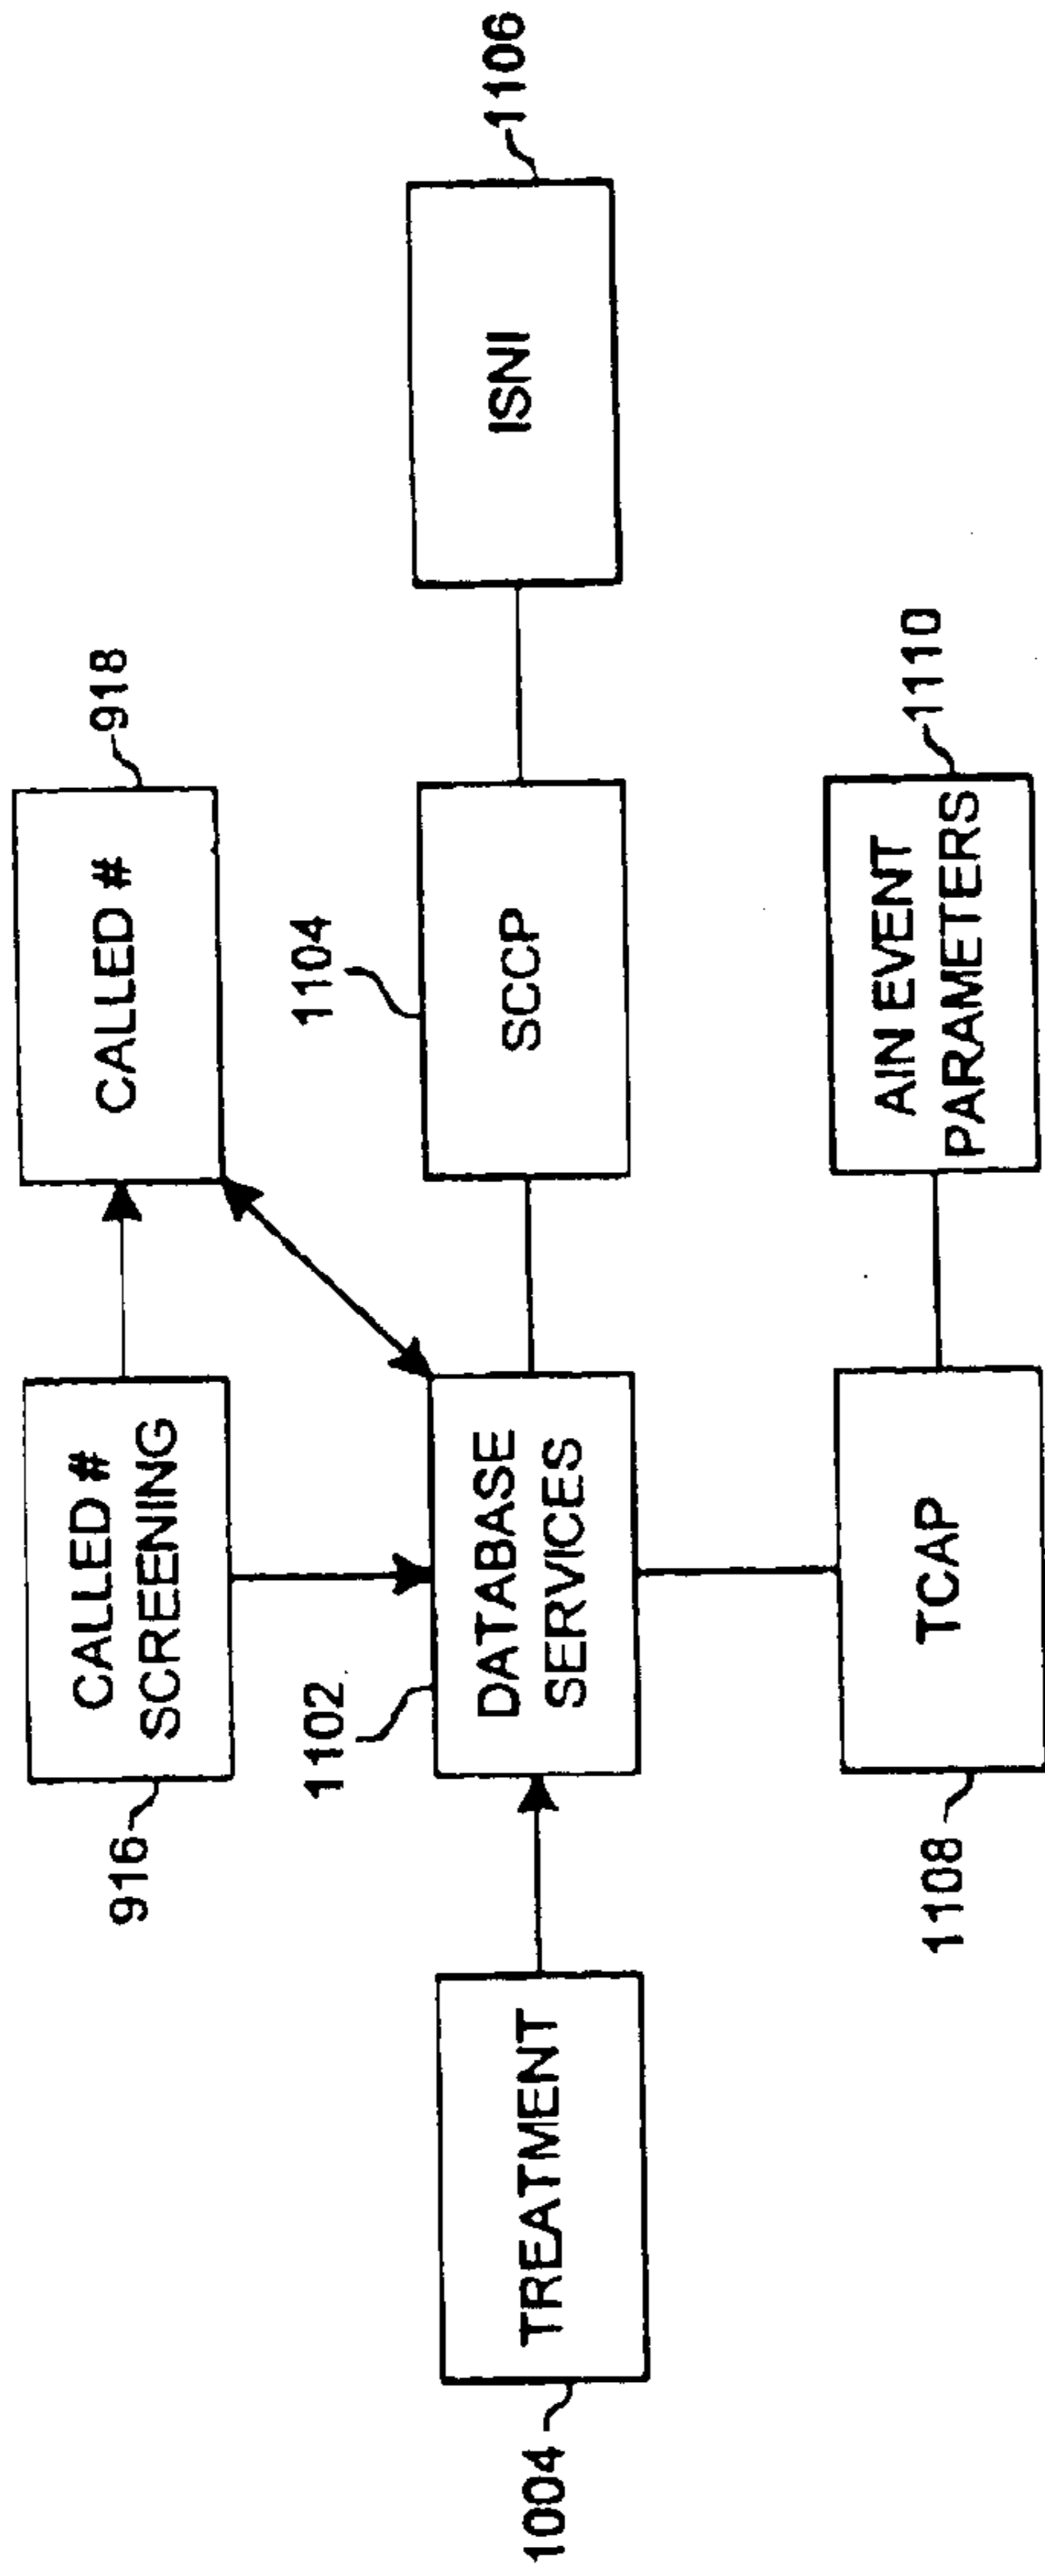 916
CALLED #
SCREENING
CALLED #
918
1102
DATABASE
SERVICES
1104
SCCP
ISNI
1106
1004
TREATMENT
1108
TCAP
AIN EVENT
PARAMETERS
1110